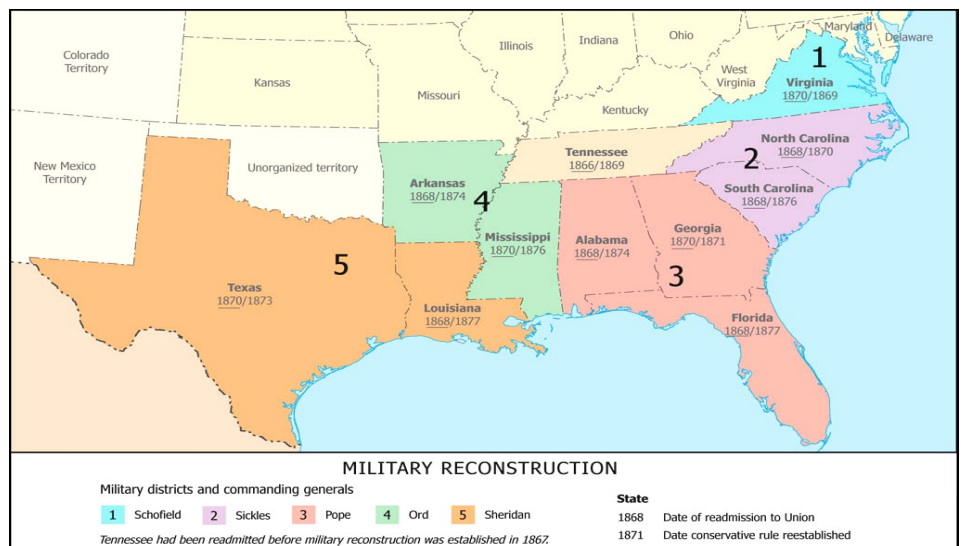 Colorado
Territory
Kansas
Missouri
Illinois
Indiana
Ohio
West
Virginia
Maryland
Delaware
Kentucky
1
Virginia
1870/1869
New Mexico
Territory
Unorganized territory
Tennessee
1866/1869
North Carolina
1868/1870
2
South Carolina
1868/1876
Arkansas
1868/1874
4
Mississippi
1870/1876
Alabama
1868/1874
Georgia
1870/1871
3
5
Texas
1870/1873
Louisiana
1868/1877
Florida
1868/1877
MILITARY RECONSTRUCTION
Military districts and commanding generals
1 Schofield 2 Sickles 3 Pope 4 Ord 5 Sheridan
Tennessee had been readmitted before military reconstruction was established in 1867.
State
1868 Date of readmission to Union
1871 Date conservative rule reestablished